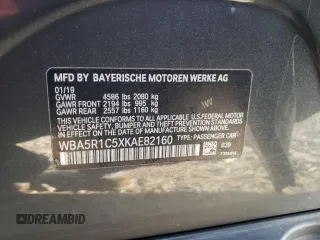 MFD BY BAYERISCHE MOTOREN WERKE AG
01/19
GVWR 4586 lbs 2080 kg
GAWR FRONT 2194 lbs 995 kg
GAWR REAR 2557 lbs 1160 kg
THIS VEHICLE CONFORMS TO ALL APPLICABLE U.S. FEDERAL MOTOR
VEHICLE SAFETY, BUMPER, AND THEFT PREVENTION STANDARDS
IN EFFECT ON THE DATE OF MANUFACTURE SHOWN ABOVE.
WBA5R1C5XKAE82160 TYPE: PASSENGER CAR
B39
DREAMBID